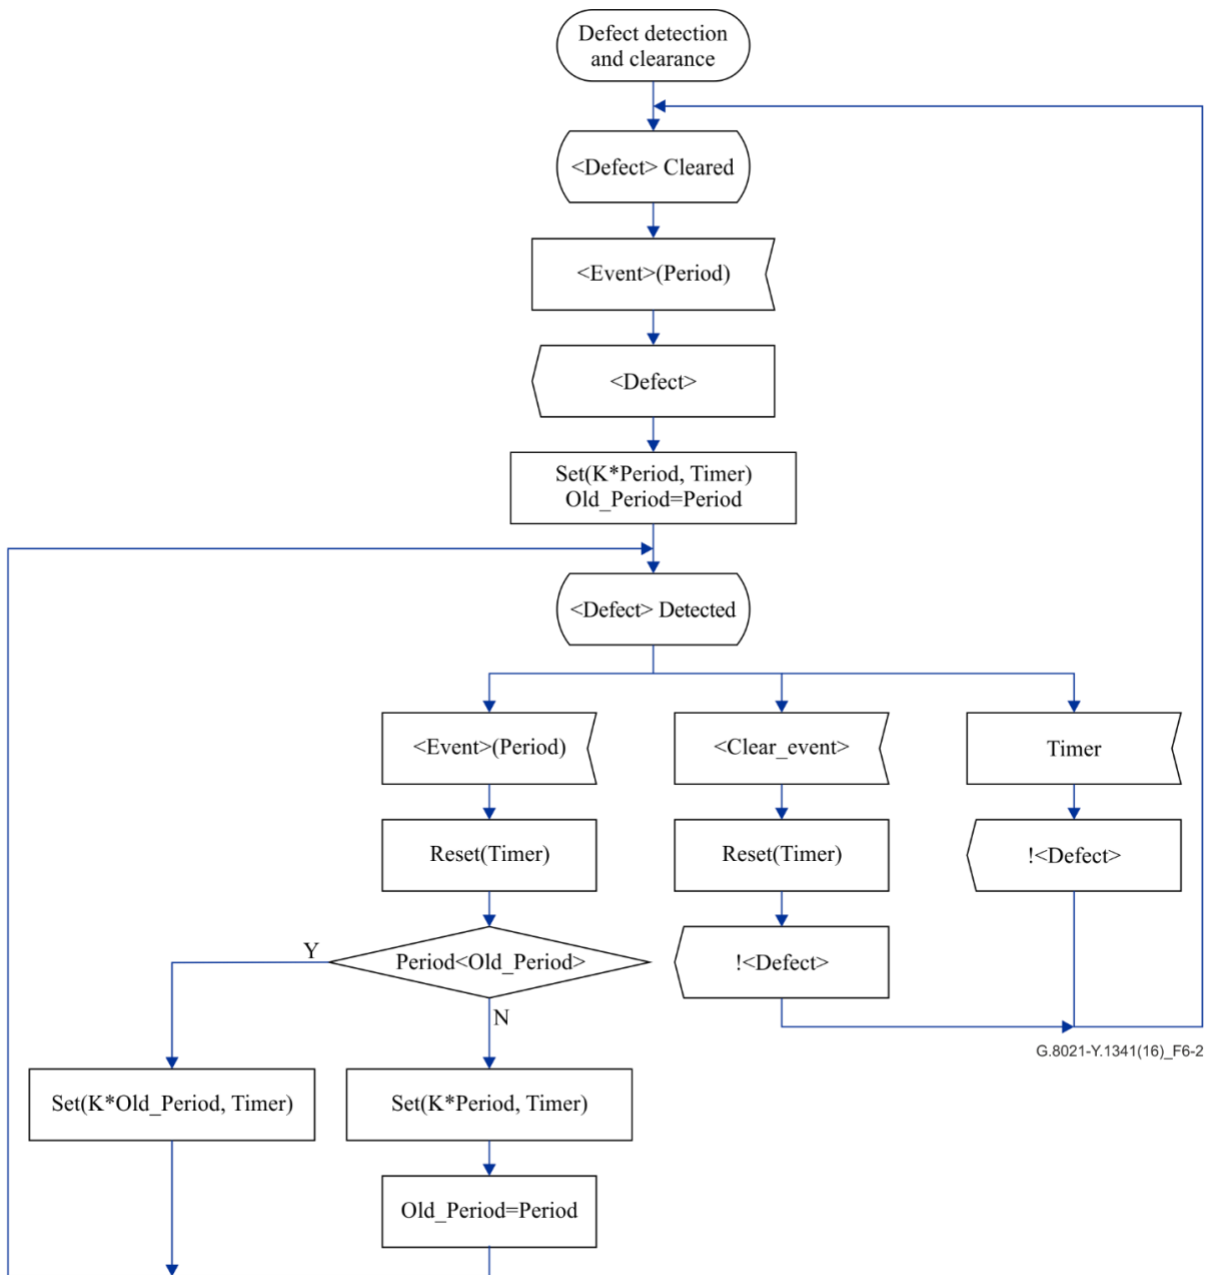 Defect detection
and clearance
<Defect> Cleared
<Event>(Period)
<Defect>
Set(K*Period, Timer)
Old_Period=Period
<Defect> Detected
<Event>(Period)
<Clear_event>
Timer
Reset(Timer)
Reset(Timer)
!<Defect>
Y
Period<Old_Period>
!<Defect>
N
G.8021-Y.1341(16)_F6-2
Set(K*Old_Period, Timer)
Set(K*Period, Timer)
Old_Period=Period